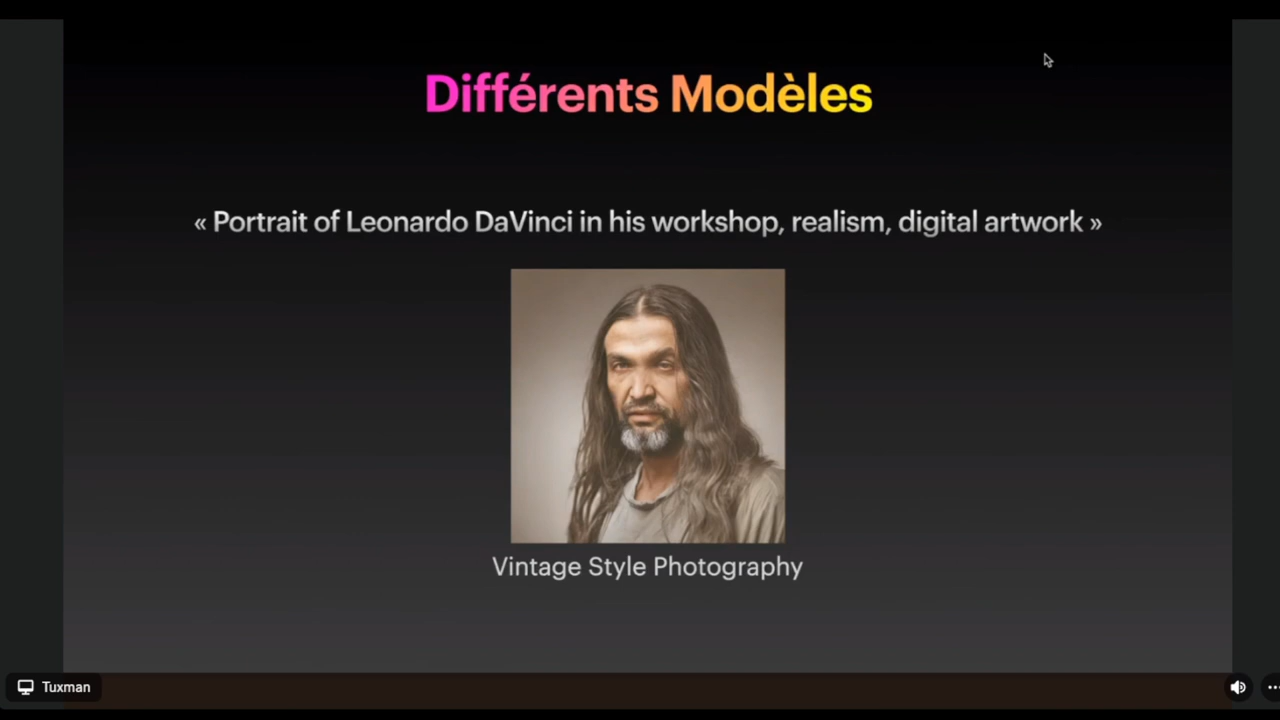 Différents Modèles
« Portrait of Leonardo DaVinci in his workshop, realism, digital artwork »
Vintage Style Photography
Tuxman